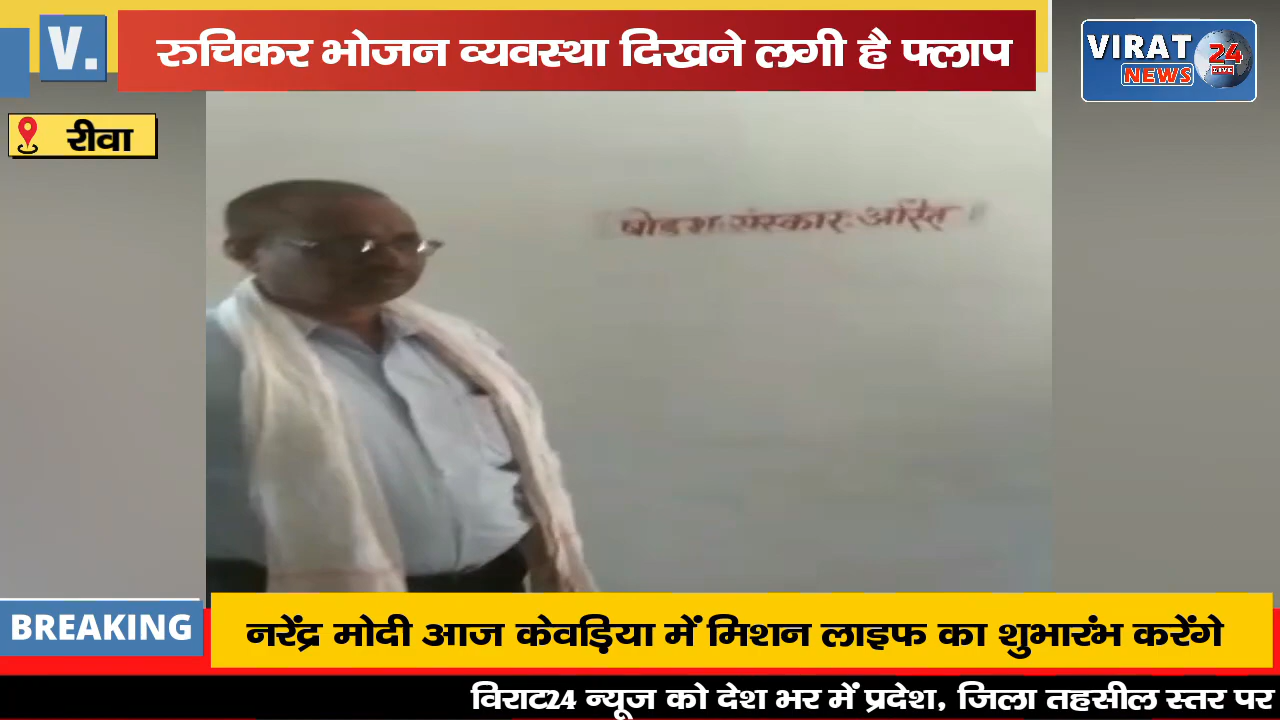 V.
रुचिकर भोजन व्यवस्था दिखने लगी है फ्लाप
VIRAT
NEWS
24
LIVE
रीवा
षोडश संस्कारः अस्ति
BREAKING
नरेंद्र मोदी आज केवड़िया में मिशन लाइफ का शुभारंभ करेंगे
विराट24 न्यूज को देश भर में प्रदेश, जिला तहसील स्तर पर